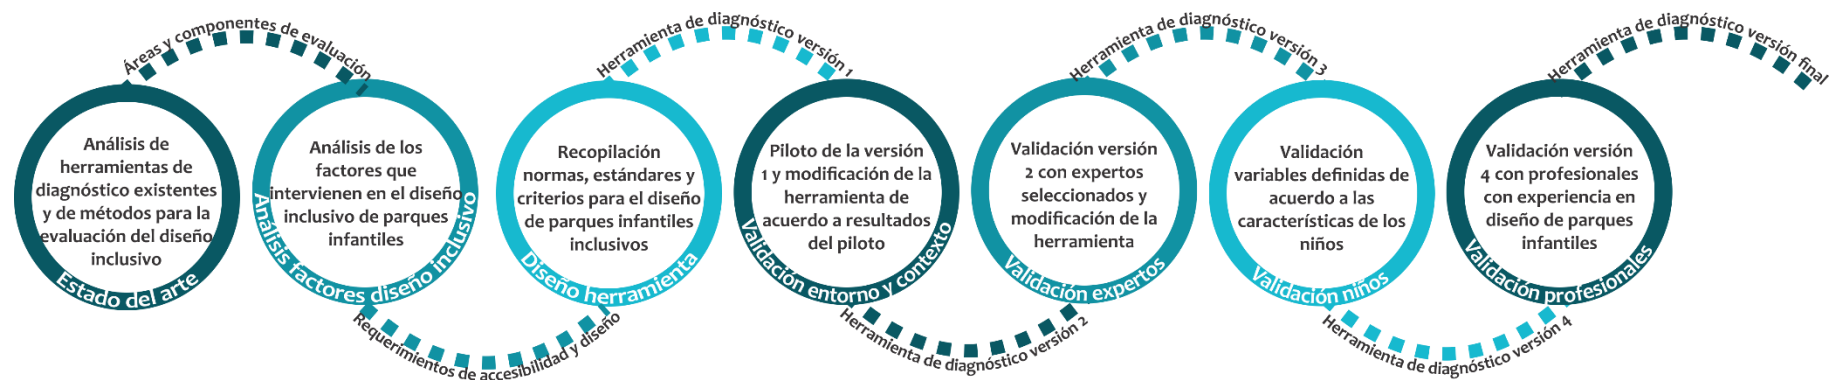 Áreas y componentes de evaluación
Análisis de
herramientas de
diagnóstico existentes
y de métodos para la
evaluación del diseño
inclusivo
Estado del arte
Análisis de los
factores que
intervienen en el diseño
inclusivo de parques
infantiles
Análisis factores diseño inclusivo
Requerimientos de accesibilidad y diseño
Recopilación
normas, estándares y
criterios para el diseño
de parques infantiles
inclusivos
Diseño herramienta
Herramienta de diagnóstico versión 1
Piloto de la versión
1 y modificación de la
herramienta de
acuerdo a resultados
del piloto
Validación entorno y contexto
Herramienta de diagnóstico versión 2
Validación versión
2 con expertos
seleccionados y
modificación de la
herramienta
Validación expertos
Herramienta de diagnóstico versión 3
Validación
variables definidas de
acuerdo a las
características de los
niños
Validación niños
Herramienta de diagnóstico versión 4
Validación versión
4 con profesionales
con experiencia en
diseño de parques
infantiles
Validación profesionales
Herramienta de diagnóstico versión final